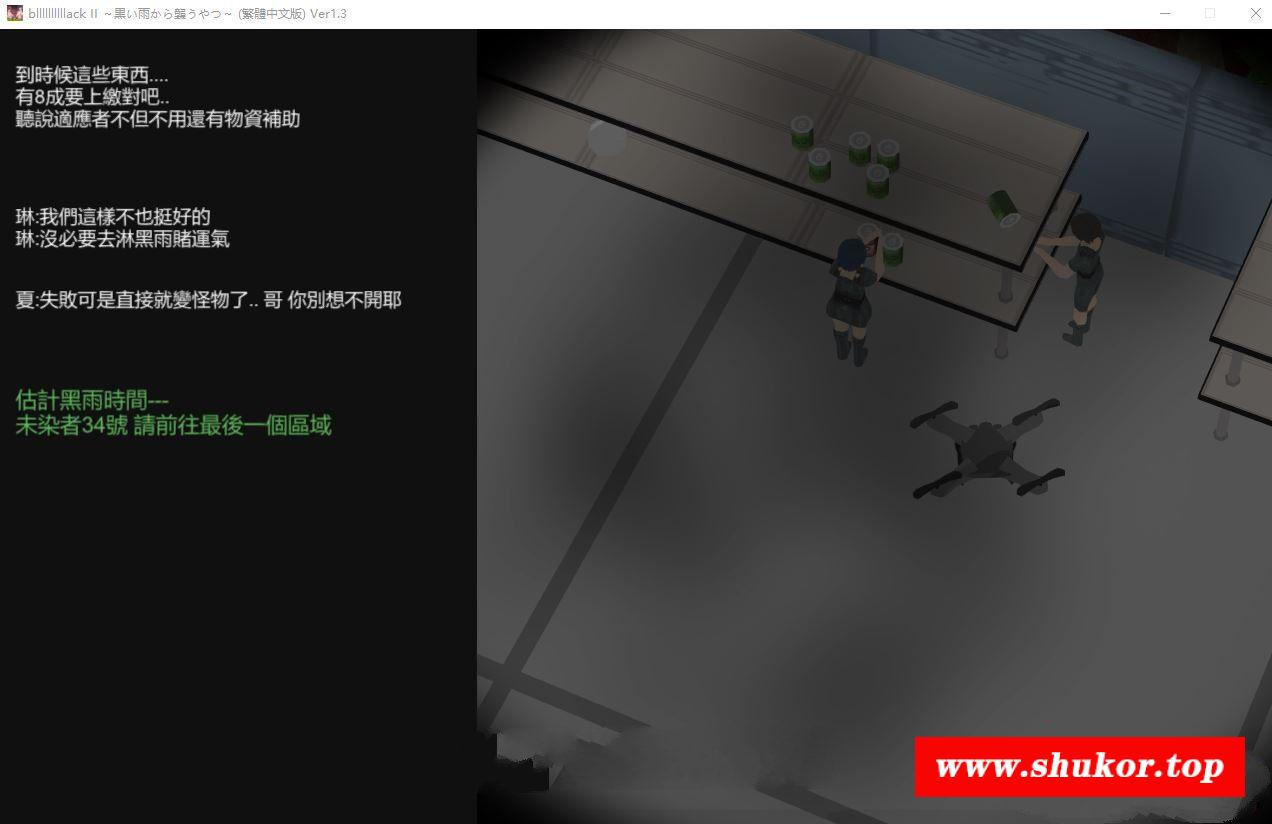 bllllllllllack II ~黒い雨から襲うやつ~ (繁體中文版) Ver1.3
到時候這些東西....
有8成要上繳對吧..
聽說適應者不但不用還有物資補助
琳:我們這樣不也挺好的
琳:沒必要去淋黑雨賭運氣
夏:失敗可是直接就變怪物了.. 哥 你別想不開耶
估計黑雨時間---
未染者34號 請前往最後一個區域
www.shukor.top